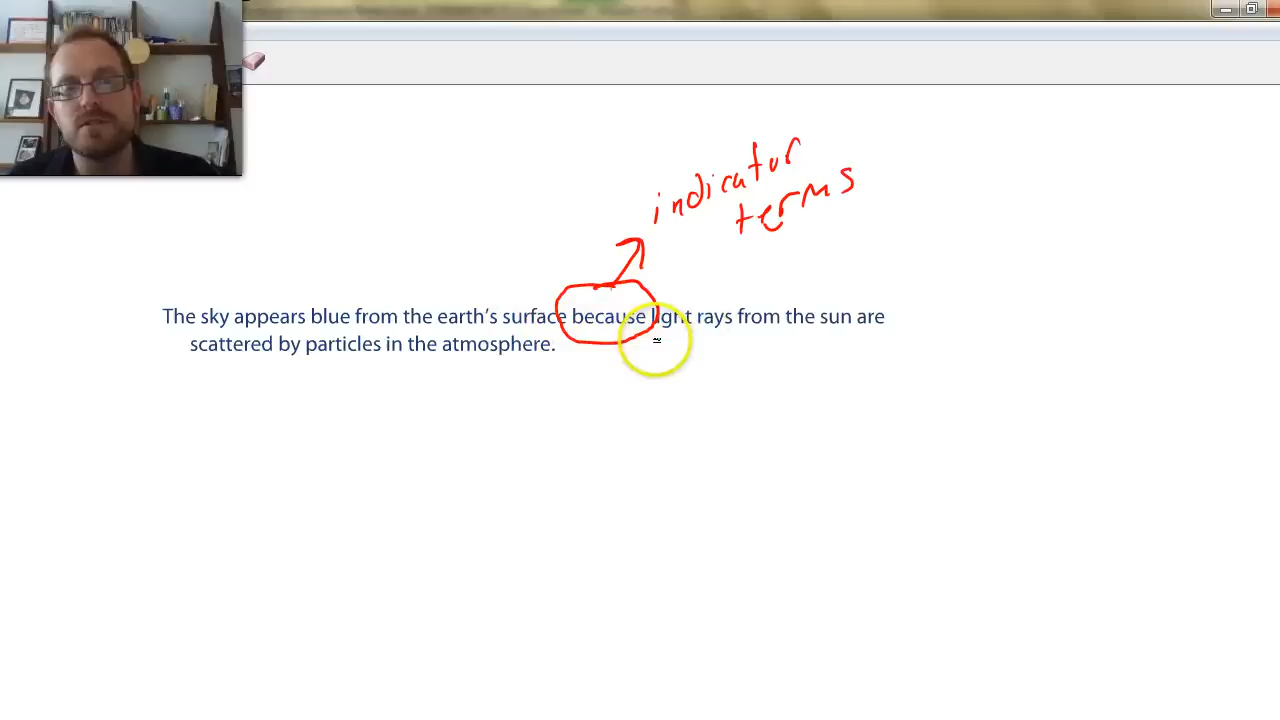 indicator
terms
The sky appears blue from the earth's surface because light rays from the sun are
scattered by particles in the atmosphere.